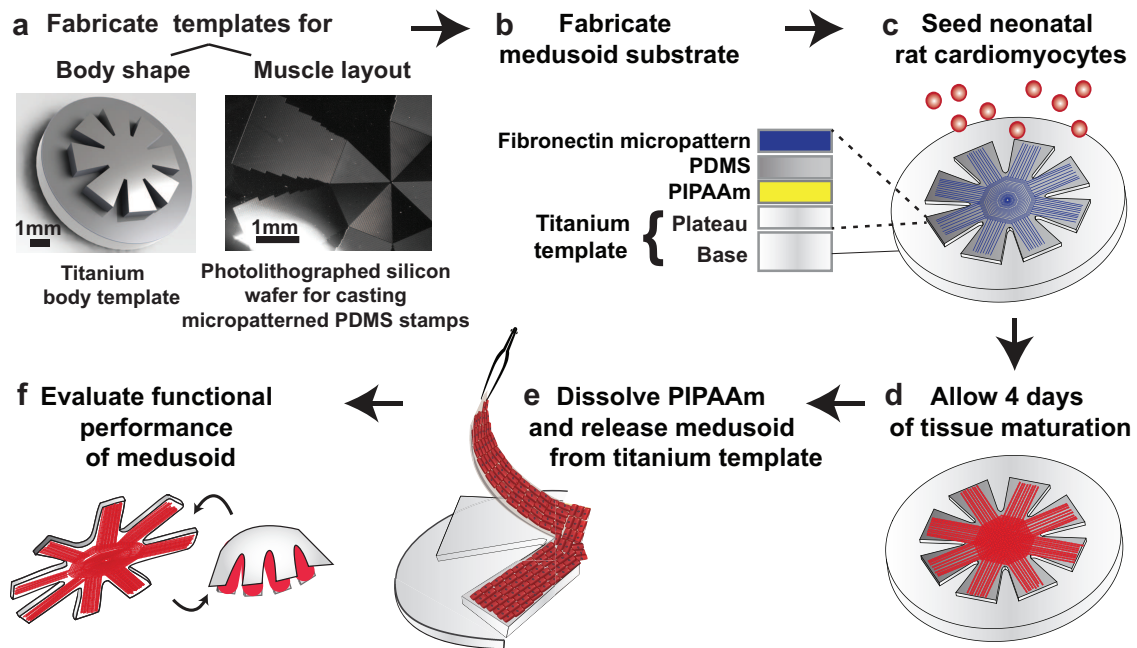 a Fabricate templates for
Body shape
Muscle layout
1mm
1mm
Titanium
body template
Photolithographed silicon
wafer for casting
micropatterned PDMS stamps
b Fabricate
medusoid substrate
Fibronectin micropattern
PDMS
PIPAAm
Titanium
template
{
Plateau
Base
c Seed neonatal
rat cardiomyocytes
d Allow 4 days
of tissue maturation
e Dissolve PIPAAm
and release medusoid
from titanium template
f Evaluate functional
performance
of medusoid